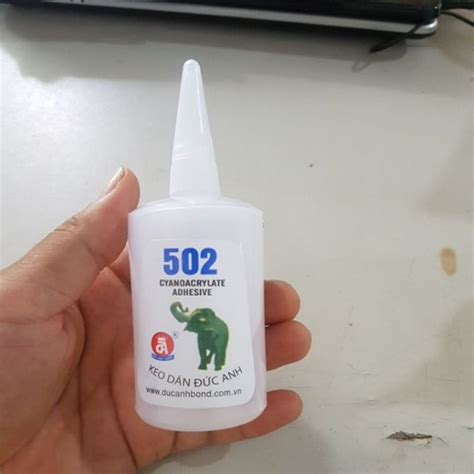 502
CYANOACRYLATE
ADHESIVE
KEO DÁN ĐỨC ANH
www.ducanhbond.com.vn